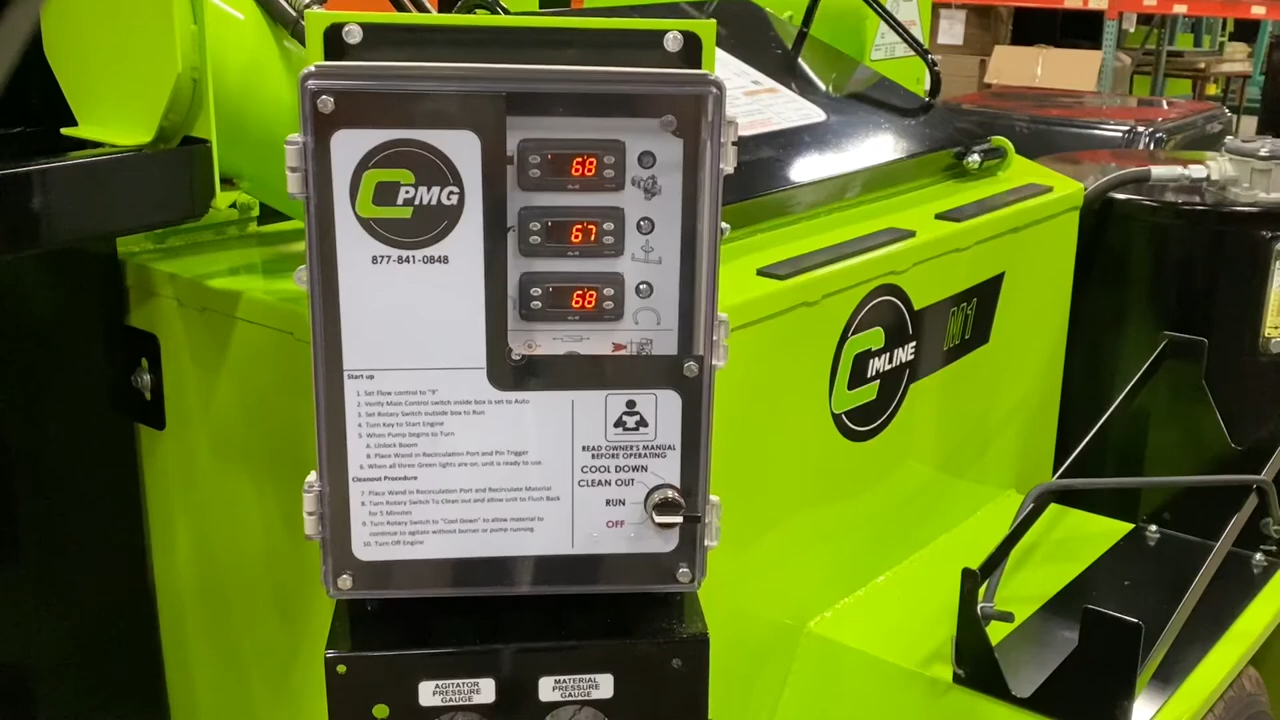 CPMG
877-841-0848
68
67
68
Start up
1. Set Flow control to "9"
2. Verify Main Control switch inside box is set to Auto
3. Set Rotary Switch outside box to Run
4. Turn Key to Start Engine
5 When Pump begins to Turn
A. Unlock Boom
B. Place Wand in Recirculation Port and Pin Trigger
6. When all three Green lights are on, unit is ready to use.
Cleanout Procedure
7. Place Wand in Recirculation Port and Recirculate Material
8. Turn Rotary Switch To Clean out and allow unit to Flush Back
for 5 Minutes
9. Turn Rotary Switch to "Cool Down" to allow material to
continue to agitate without burner or pump running.
10. Turn Off Engine
READ OWNER'S MANUAL
BEFORE OPERATING
COOL DOWN
CLEAN OUT
RUN
OFF
CIMLINE M1
AGITATOR
PRESSURE
GAUGE
MATERIAL
PRESSURE
GAUGE